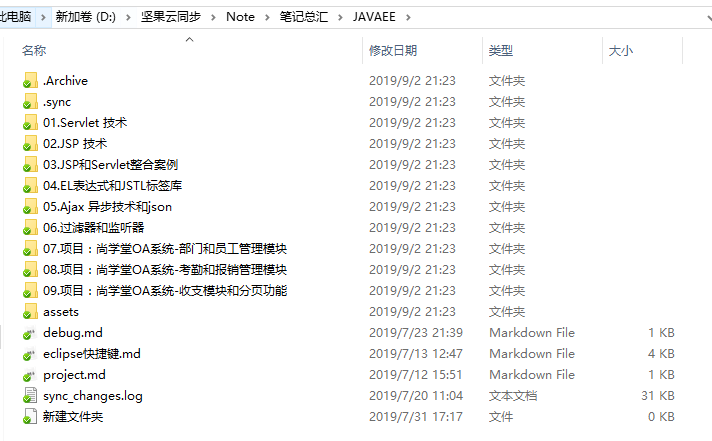 此电脑 > 新加卷 (D:) > 坚果云同步 > Note > 笔记总汇 > JAVAEE >
名称 修改日期 类型 大小
.Archive 2019/9/2 21:23 文件夹
.sync 2019/9/2 21:23 文件夹
01.Servlet 技术 2019/9/2 21:23 文件夹
02.JSP 技术 2019/9/2 21:23 文件夹
03.JSP和Servlet整合案例 2019/9/2 21:23 文件夹
04.EL表达式和JSTL标签库 2019/9/2 21:23 文件夹
05.Ajax 异步技术和json 2019/9/2 21:23 文件夹
06.过滤器和监听器 2019/9/2 21:23 文件夹
07.项目：尚学堂OA系统-部门和员工管理模块 2019/9/2 21:23 文件夹
08.项目：尚学堂OA系统-考勤和报销管理模块 2019/9/2 21:23 文件夹
09.项目：尚学堂OA系统-收支模块和分页功能 2019/9/2 21:23 文件夹
assets 2019/9/2 21:23 文件夹
debug.md 2019/7/23 21:39 Markdown File 1 KB
eclipse快捷键.md 2019/7/13 12:47 Markdown File 4 KB
project.md 2019/7/12 15:51 Markdown File 1 KB
sync_changes.log 2019/7/20 11:04 文本文档 31 KB
新建文件夹 2019/7/31 17:17 文件 0 KB